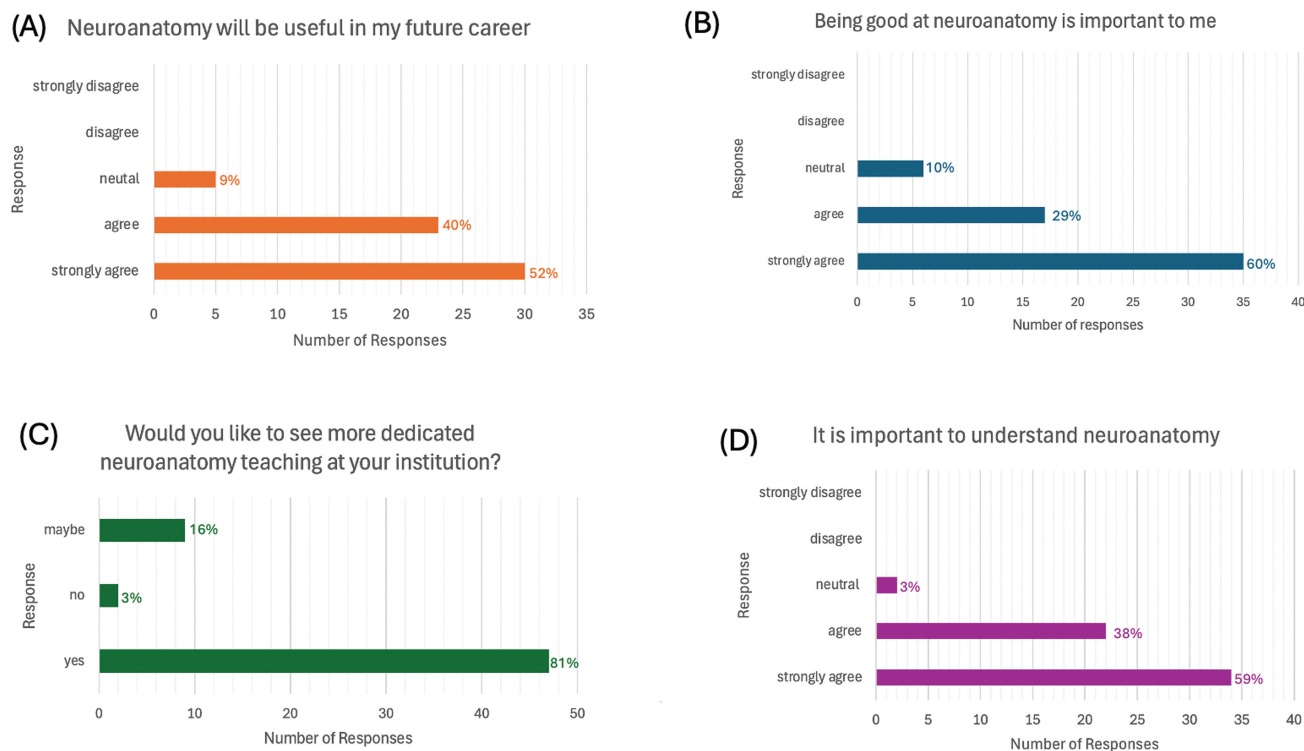 (A) Neuroanatomy will be useful in my future career
Response
strongly disagree
disagree
neutal
9%
agree
40%
strongly agree
52%
0 5 10 15 20 25 30 35
Number of Responses
(B) Being good at neuroanatomy is important to me
Response
strongly disagree
disagree
neutral
10%
agree
29%
strongly agree
60%
0 5 10 15 20 25 30 35 40
Number of responses
(C) Would you like to see more dedicated
neuroanatomy teaching at your institution?
Response
maybe
16%
no
3%
yes
81%
0 10 20 30 40 50
Number of Responses
(D) It is important to understand neuroanatomy
Response
strongly disagree
disagree
neutral
3%
agree
38%
strongly agree
59%
0 5 10 15 20 25 30 35 40
Number of Responses